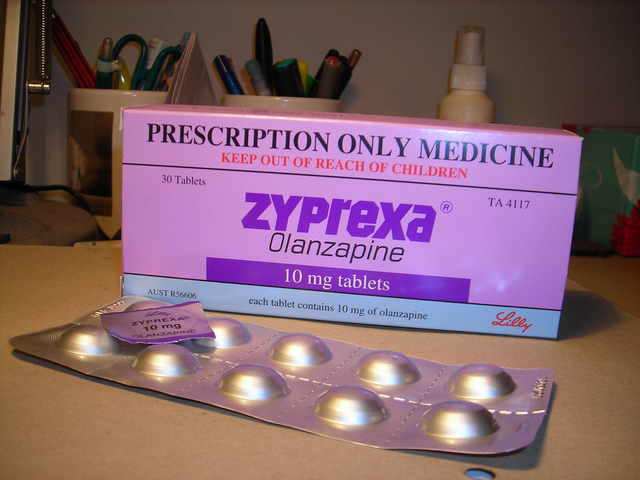 PRESCRIPTION ONLY MEDICINE
KEEP OUT OF REACH OF CHILDREN
30 Tablets
TA 4117
ZYPREXA®
Olanzapine
10 mg tablets
AUST R56606
each tablet contains 10 mg of olanzapine
Lilly
Lilly
ZYPREXA®
10 mg
OLANZAPINE